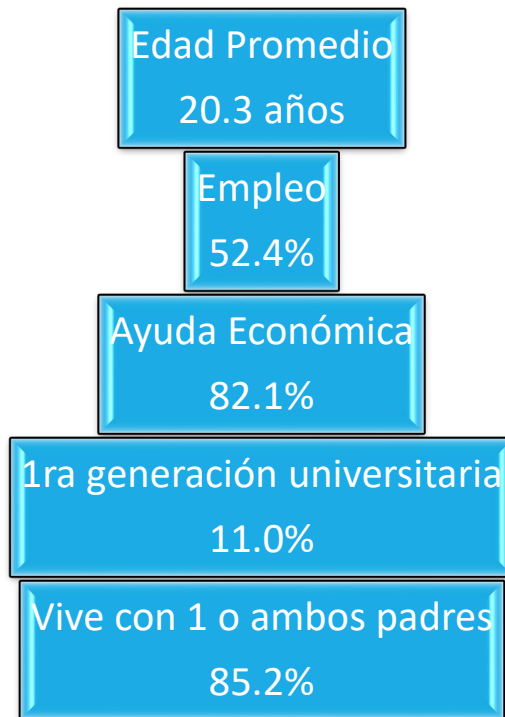 Edad Promedio
20.3 años
Empleo
52.4%
Ayuda Económica
82.1%
1ra generación universitaria
11.0%
Vive con 1 o ambos padres
85.2%